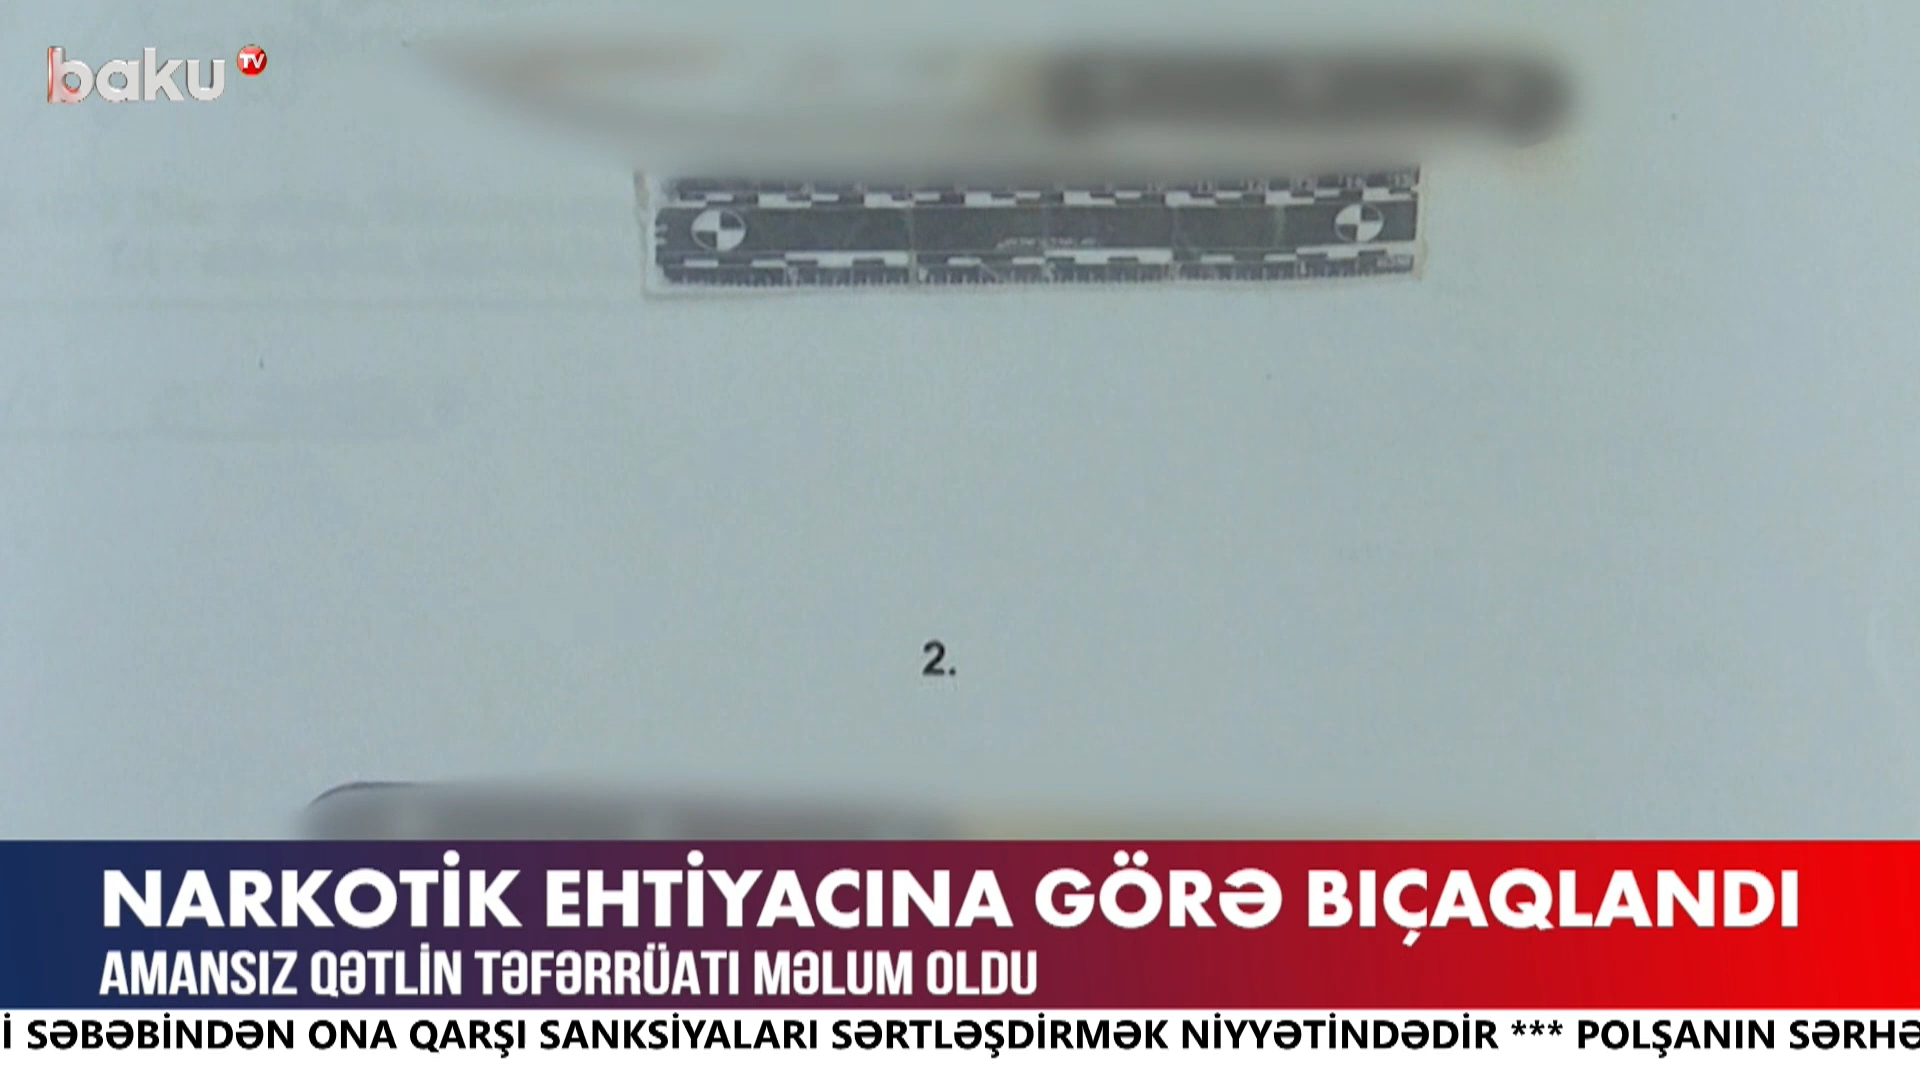 baku TV
2.
NARKOTİK EHTİYACINA GÖRƏ BIÇAQLANDI
AMANSIZ QƏTLİN TƏFƏRRÜATI MƏLUM OLDU
İ SƏBƏBİNDƏN ONA QARŞI SANKSİYALARI SƏRTLƏŞDİRMƏK NİYYƏTİNDƏDİR *** POLŞANIN SƏRHƏ